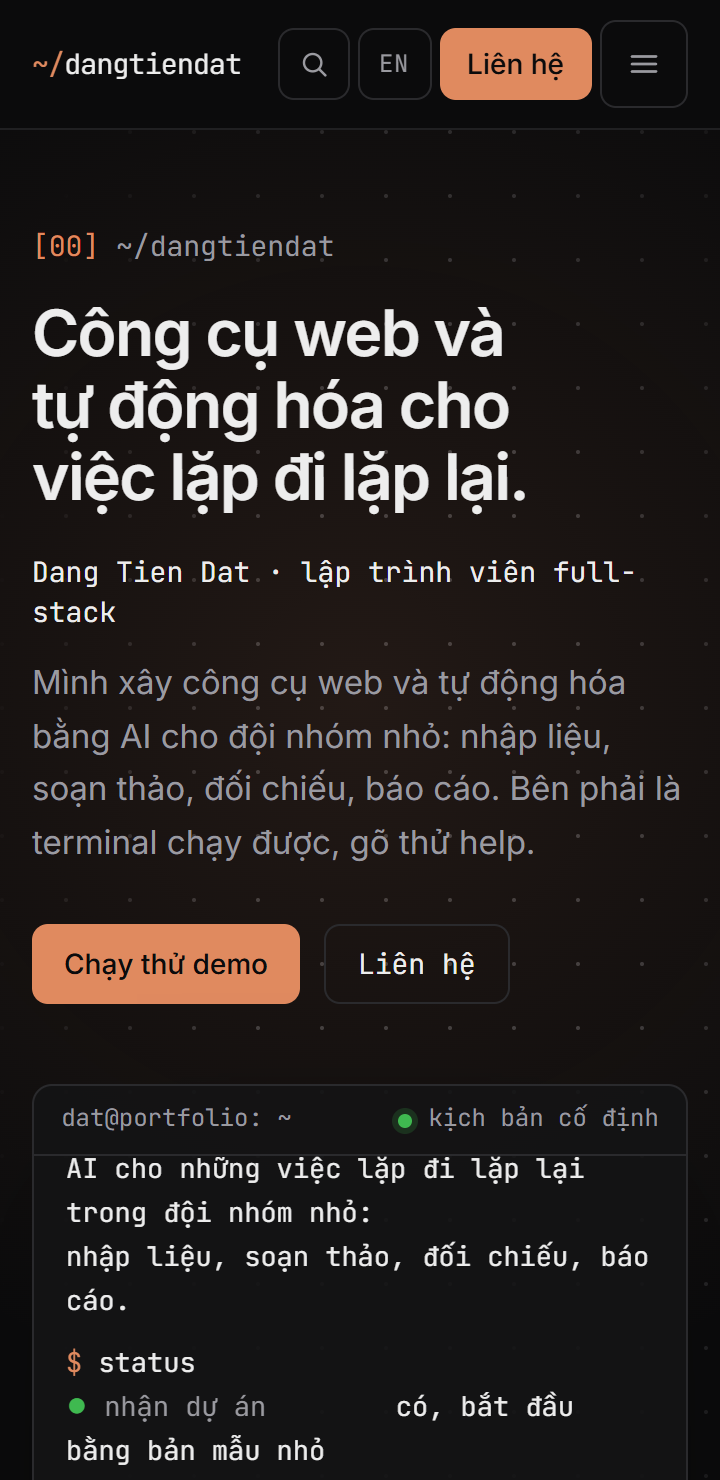 ~/dangtiendat
EN
Liên hệ
[00] ~/dangtiendat
Công cụ web và
tự động hóa cho
việc lặp đi lặp lại.
Dang Tien Dat · lập trình viên full-
stack
Mình xây công cụ web và tự động hóa
bằng AI cho đội nhóm nhỏ: nhập liệu,
soạn thảo, đối chiếu, báo cáo. Bên phải là
terminal chạy được, gõ thử help.
Chạy thử demo
Liên hệ
dat@portfolio: ~
kịch bản cố định
AI cho những việc lặp đi lặp lại
trong đội nhóm nhỏ:
nhập liệu, soạn thảo, đối chiếu, báo
cáo.
$ status
● nhận dự án có, bắt đầu
bằng bản mẫu nhỏ